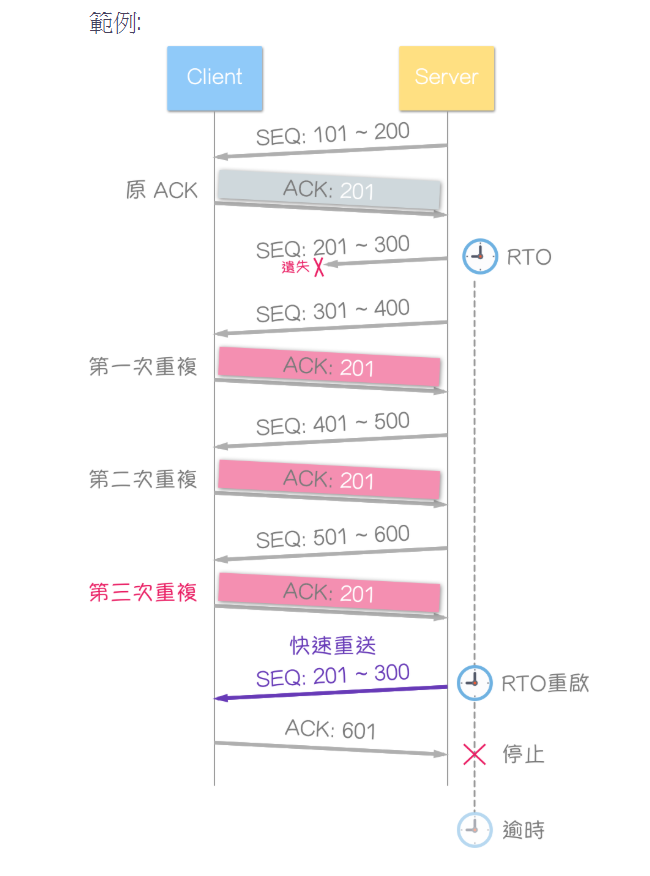 範例:
Client
Server
SEQ: 101 ~ 200
原 ACK
ACK: 201
SEQ: 201 ~ 300
遺失
RTO
SEQ: 301 ~ 400
第一次重複
ACK: 201
SEQ: 401 ~ 500
第二次重複
ACK: 201
SEQ: 501 ~ 600
第三次重複
ACK: 201
快速重送
SEQ: 201 ~ 300
RTO重啟
ACK: 601
停止
逾時